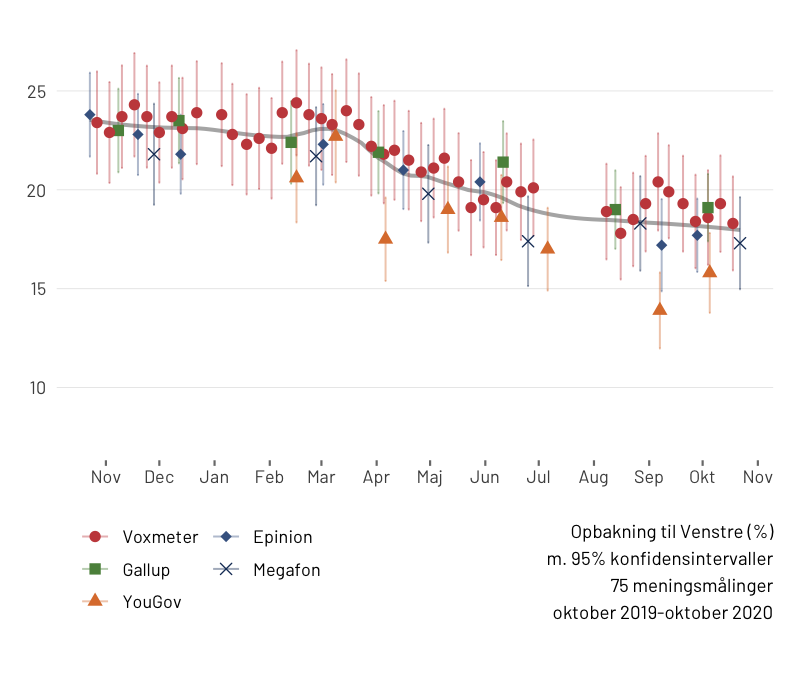 25
20
15
10
Nov Dec Jan Feb Mar Apr Maj Jun Jul Aug Sep Okt Nov
Voxmeter Epinion
Gallup Megafon
YouGov
Opbakning til Venstre (%)
m. 95% konfidensintervaller
75 meningsmålinger
oktober 2019-oktober 2020